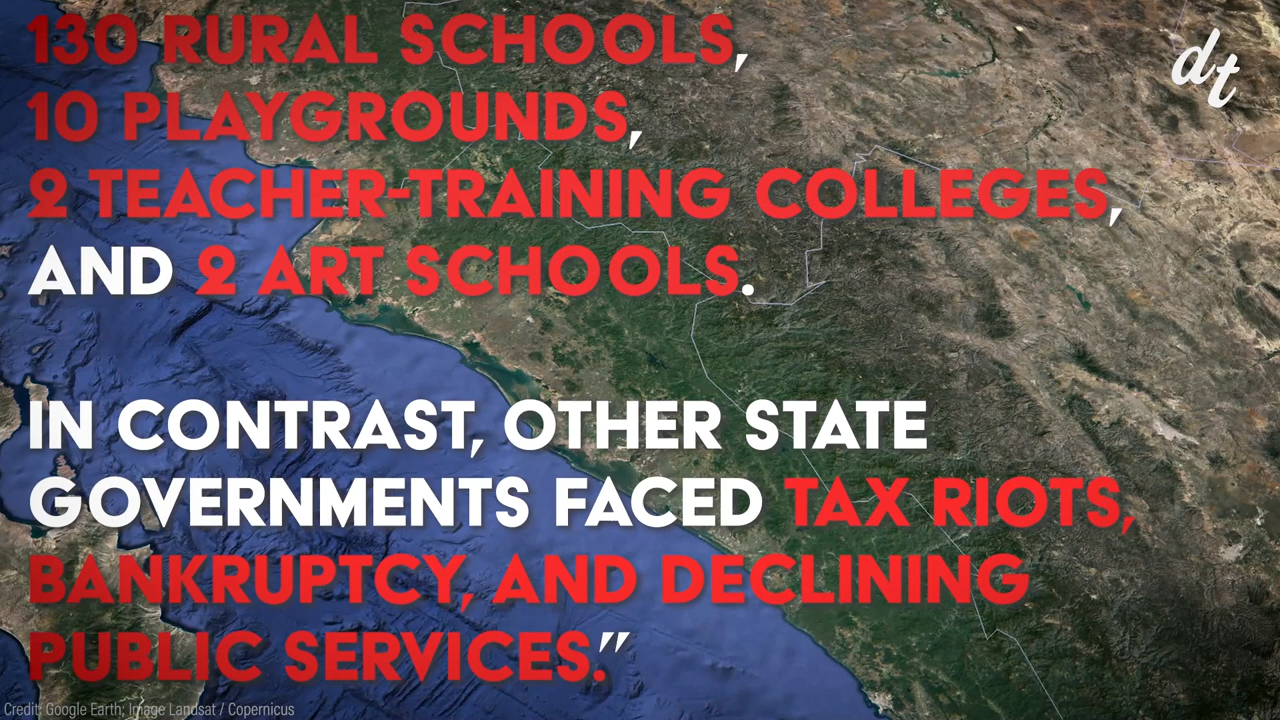 130 RURAL SCHOOLS,
10 PLAYGROUNDS,
2 TEACHER-TRAINING COLLEGES,
AND 2 ART SCHOOLS.
IN CONTRAST, OTHER STATE
GOVERNMENTS FACED TAX RIOTS,
BANKRUPTCY, AND DECLINING
PUBLIC SERVICES."
dt
Credit: Google Earth; Image Landsat / Copernicus